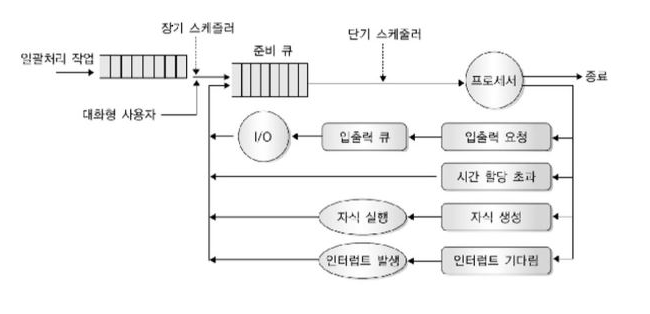 장기 스케쥴러
단기 스케줄러
준비 큐
일괄처리 작업
프로세서
종료
대화형 사용자
I/O
입출력 큐
입출력 요청
시간 할당 초과
자식 실행
자식 생성
인터럽트 발생
인터럽트 기다림